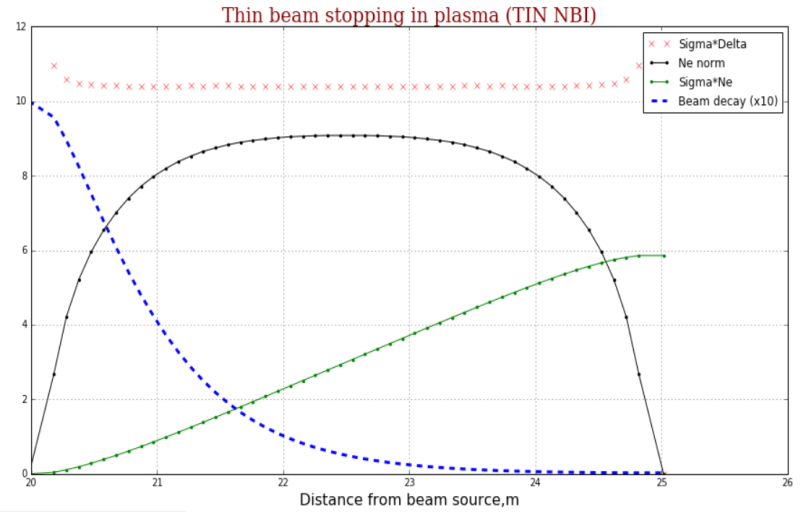 Thin beam stopping in plasma (TIN NBI)
12
10
8
6
4
2
0
Sigma*Delta
Ne norm
Sigma*Ne
Beam decay (x10)
20
21
22
23
24
25
26
Distance from beam source,m